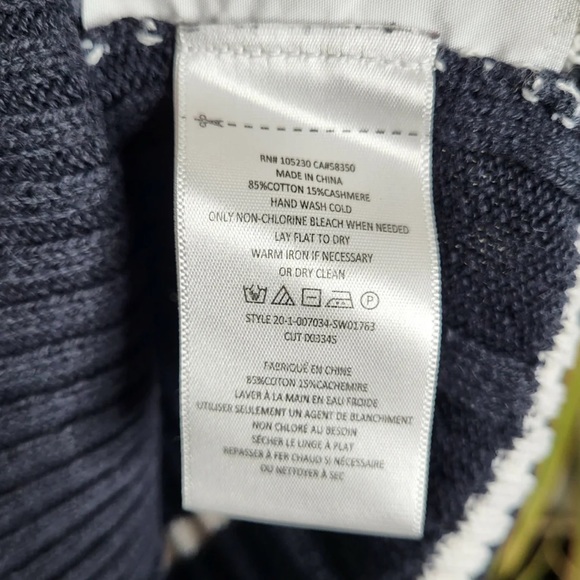 RN# 105230 CA#58350
MADE IN CHINA
85%COTTON 15%CASHMERE
HAND WASH COLD
ONLY NON-CHLORINE BLEACH WHEN NEEDED
LAY FLAT TO DRY
WARM IRON IF NECESSARY
OR DRY CLEAN
P
STYLE 20-1-007034-SW01763
CUT 00334S
FABRIQUÉ EN CHINE
85%COTTON 15%CACHEMIRE
LAVER À LA MAIN EN EAU FROIDE
UTILISER SEULEMENT UN AGENT DE BLANCHIMENT
NON CHLORÉ AU BESOIN
SÉCHER LE LINGE À PLAT
REPASSER À FER CHAUD SI NÉCESSAIRE
OU NETTOYER À SEC